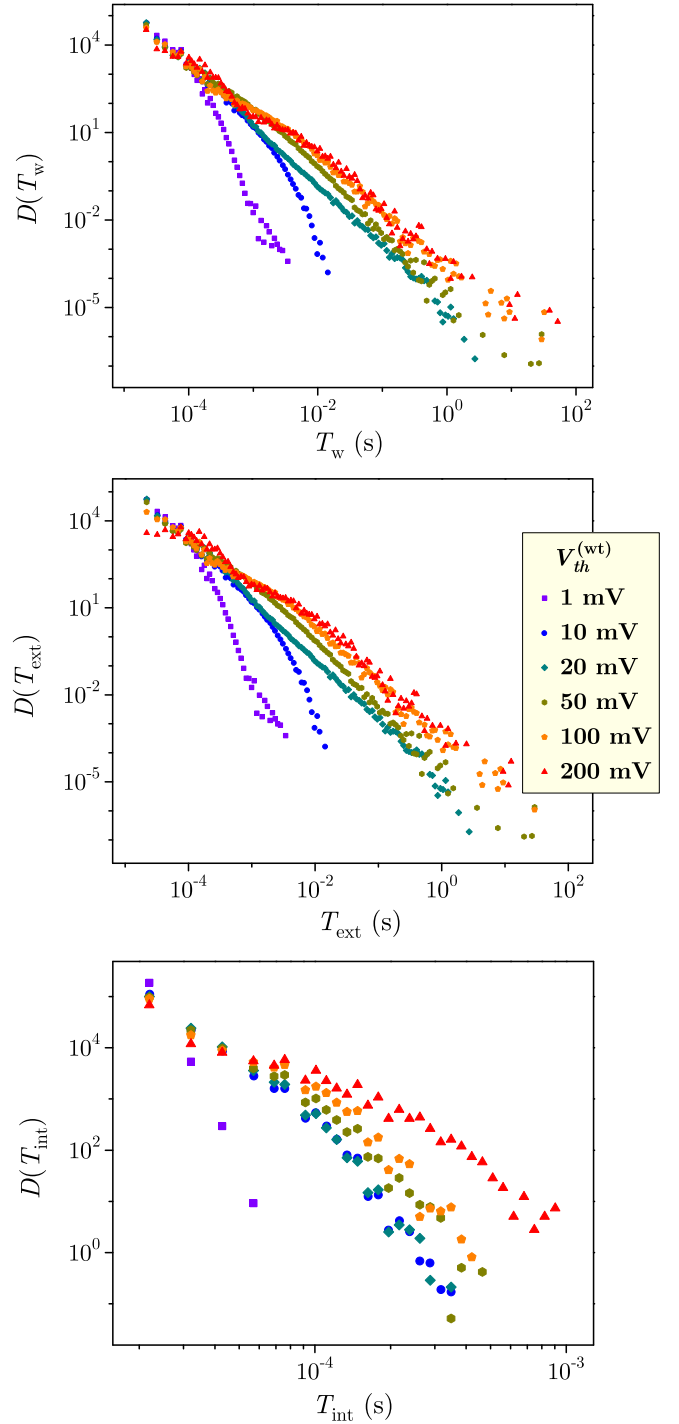 10^4
10^1
10^-2
10^-5
D(T_w)
10^-4
10^-2
10^0
10^2
T_w (s)
10^4
10^1
10^-2
10^-5
D(T_ext)
10^-4
10^-2
10^0
10^2
T_ext (s)
V_th^(wt)
1 mV
10 mV
20 mV
50 mV
100 mV
200 mV
10^4
10^2
10^0
D(T_int)
10^-4
10^-3
T_int (s)